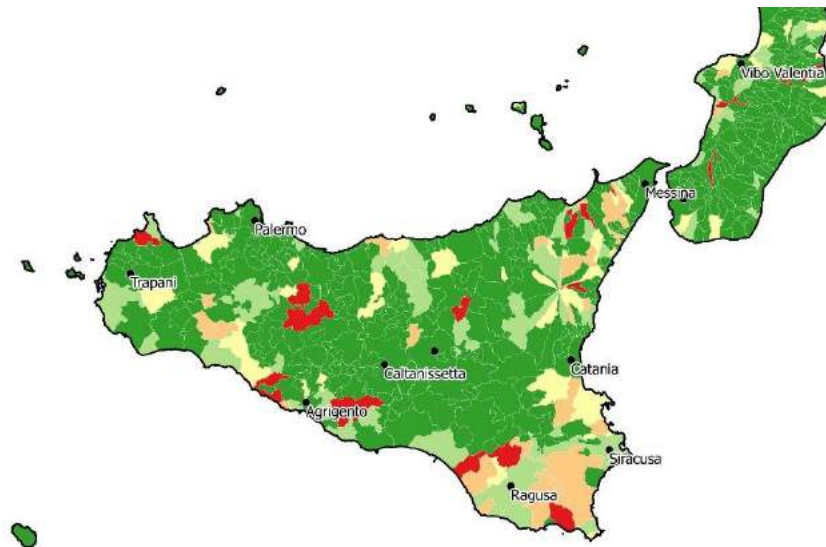 Vibo Valentia
Messina
Palermo
Trapani
Caltanissetta
Catania
Agrigento
Siracusa
Ragusa